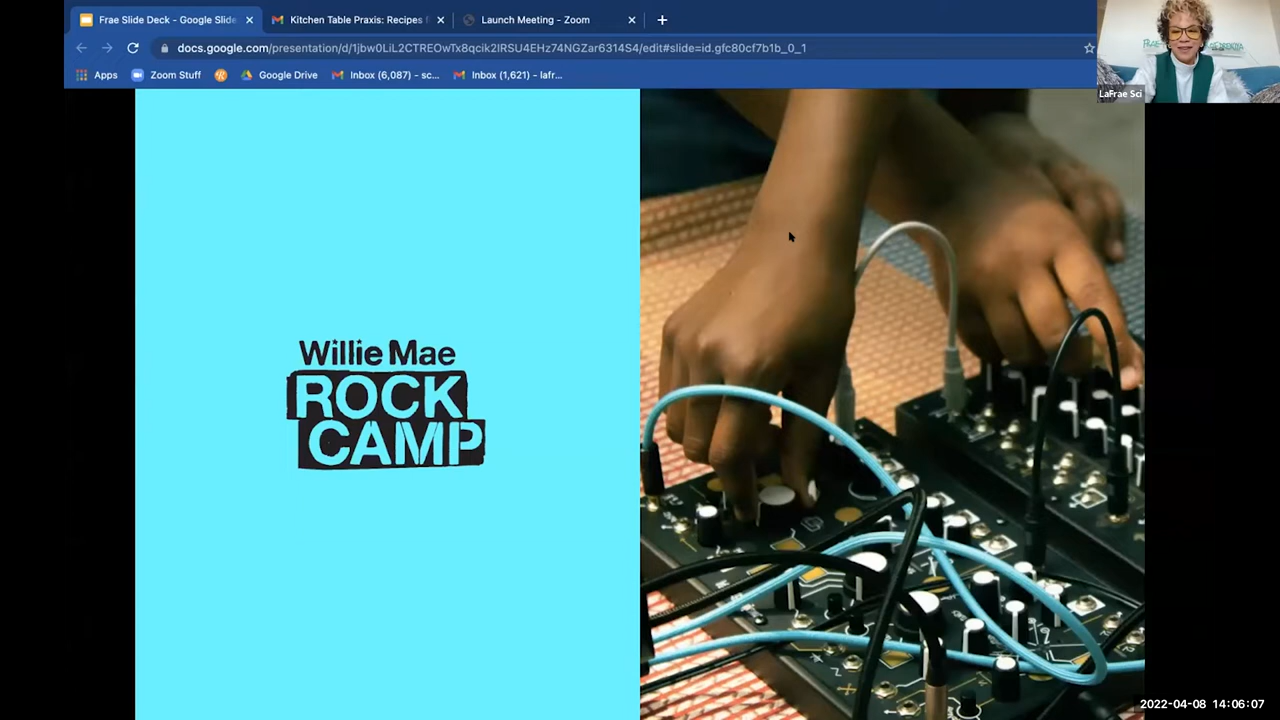 Frae Slide Deck - Google Slide
Kitchen Table Praxis: Recipes f
Launch Meeting - Zoom
docs.google.com/presentation/d/1jbw0LiL2CTREOwTx8qcik2IRSU4EHz74NGZar6314S4/edit#slide=id.gfc80cf7b1b_0_1
Apps
Zoom Stuff
Google Drive
Inbox (6,087) - sc...
Inbox (1,621) - lafr...
LaFrae Sci
Willie Mae
ROCK
CAMP
2022-04-08 14:06:07